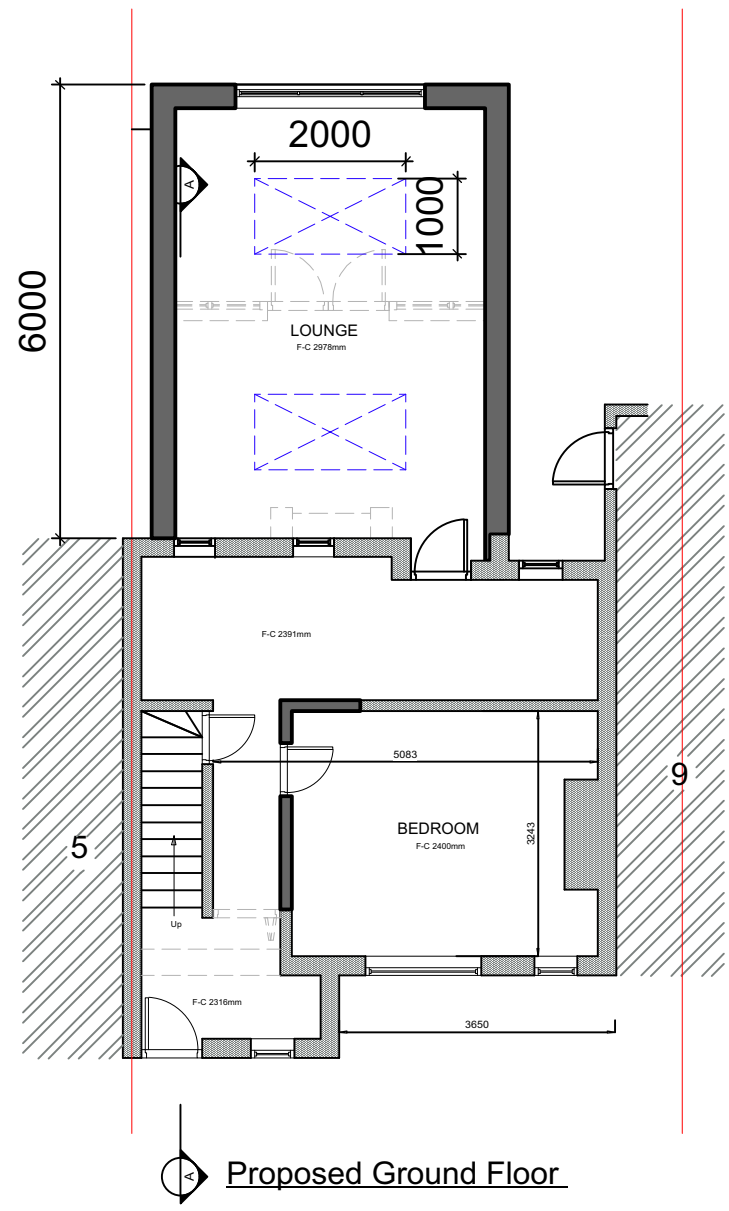 2000
1000
A
6000
LOUNGE
F-C 2978mm
F-C 2391mm
5083
9
BEDROOM
F-C 2400mm
3243
5
Up
F-C 2316mm
3650
A
Proposed Ground Floor